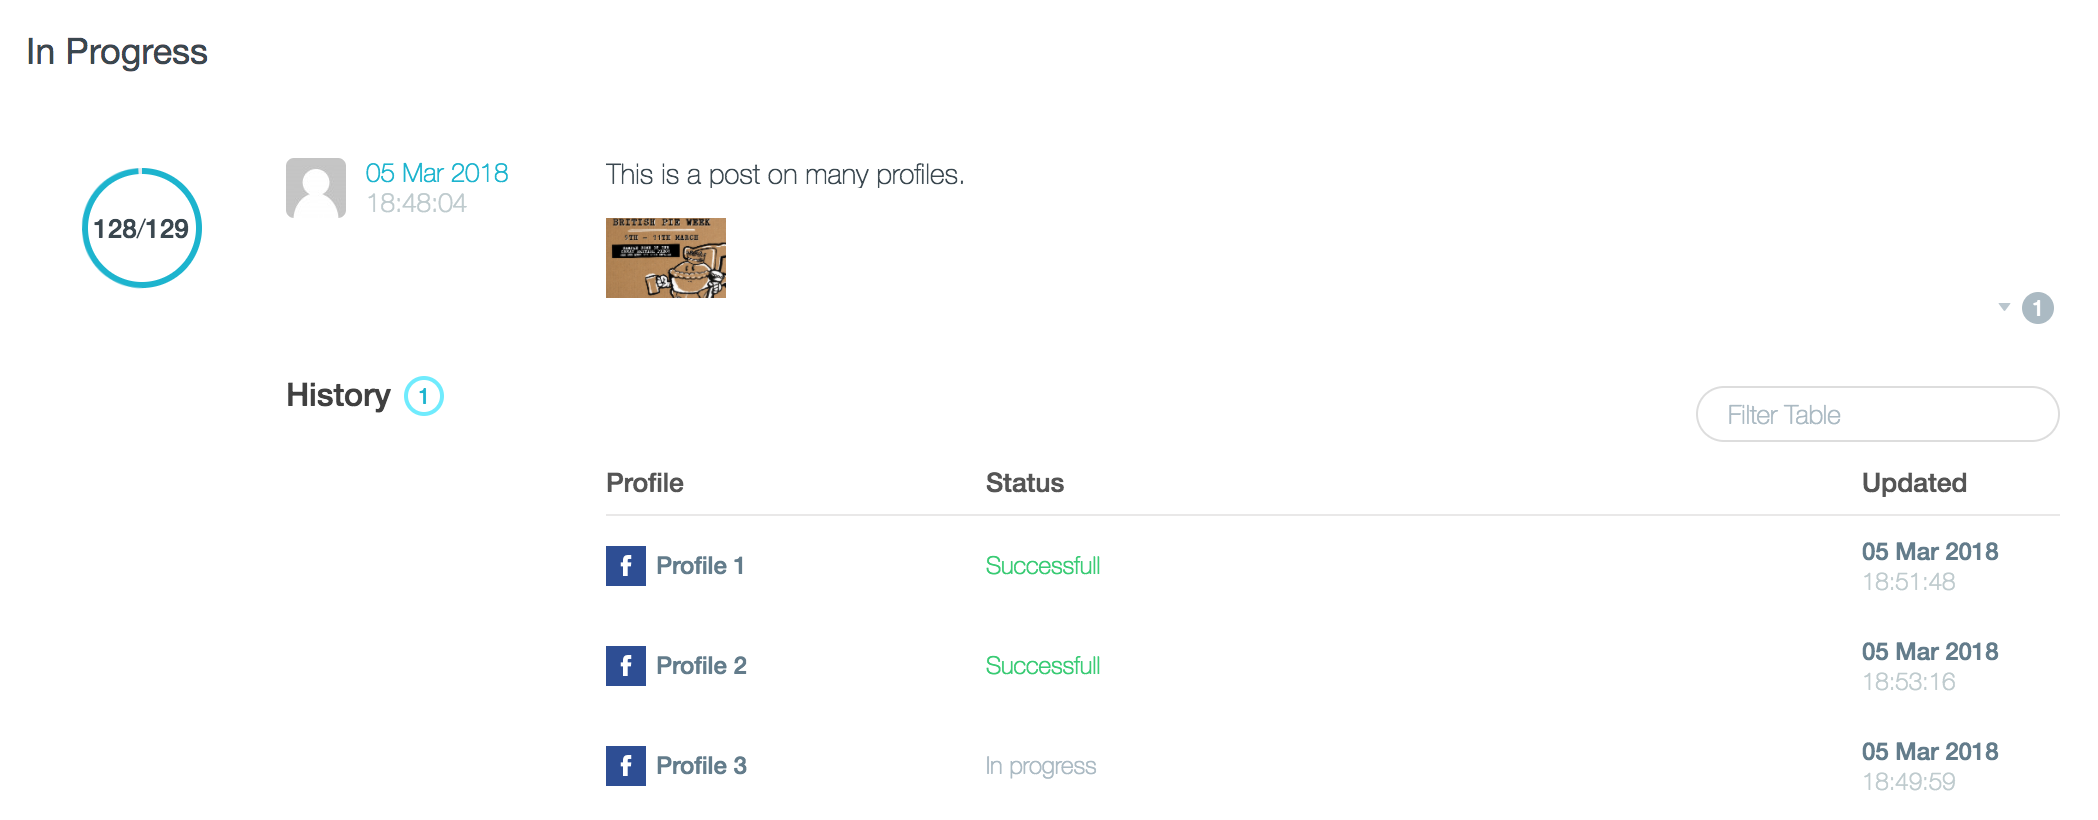 In Progress
128/129
05 Mar 2018
18:48:04
This is a post on many profiles.
BRITISH PIE WEEK
1
History 1
Filter Table
Profile Status Updated
f Profile 1 Successfull 05 Mar 2018
18:51:48
f Profile 2 Successfull 05 Mar 2018
18:53:16
f Profile 3 In progress 05 Mar 2018
18:49:59